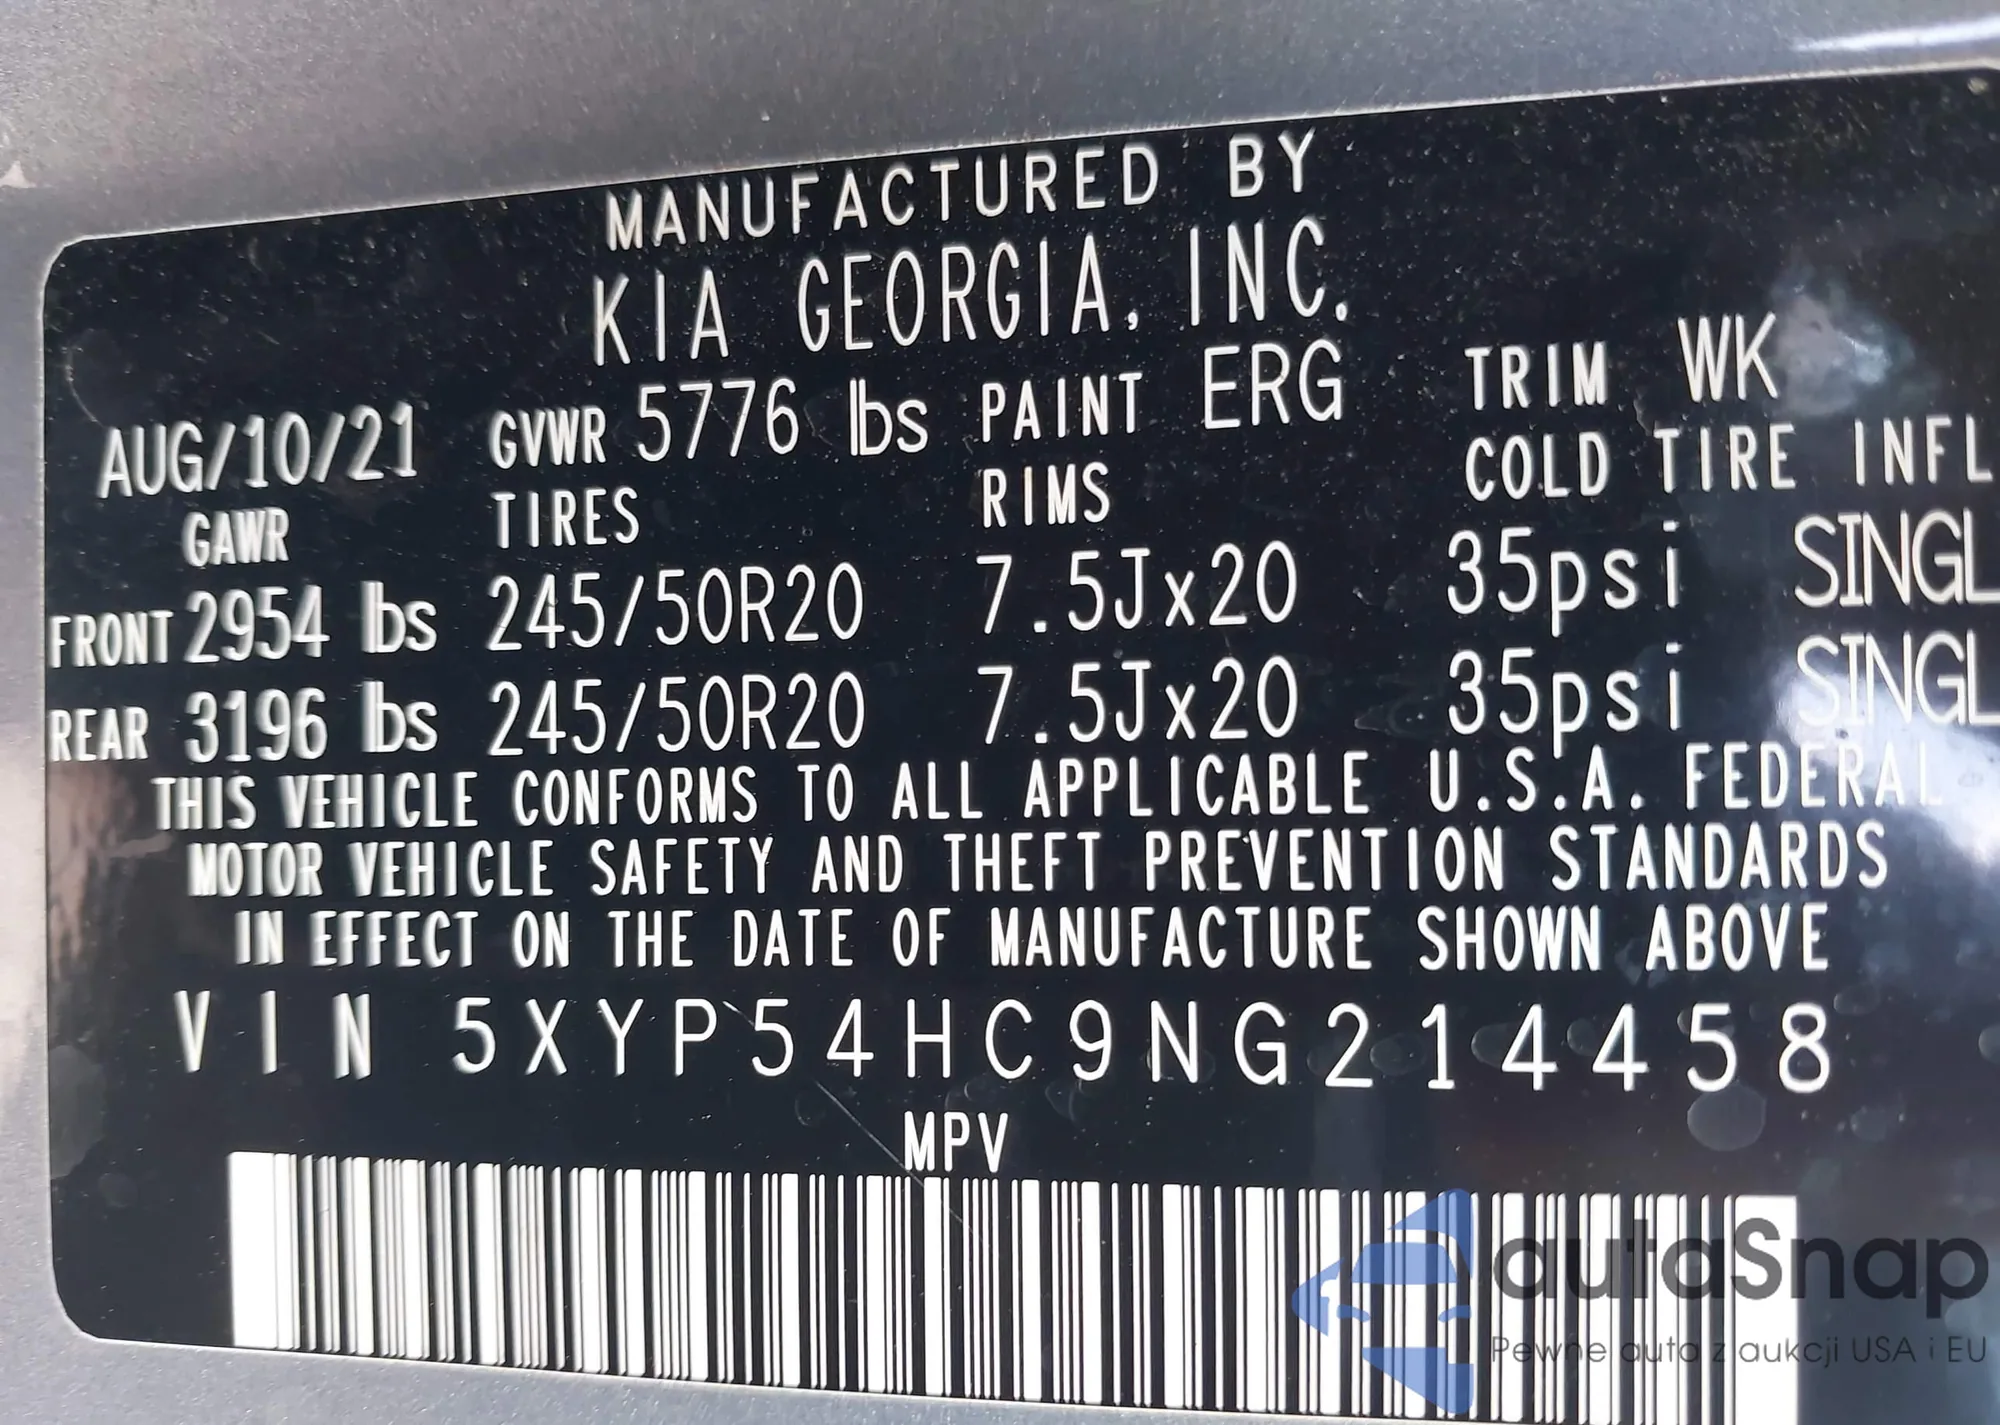 MANUFACTURED BY
KIA GEORGIA, INC.
AUG/10/21 GVWR 5776 lbs PAINT ERG TRIM WK
GAWR TIRES RIMS COLD TIRE INFL
FRONT 2954 lbs 245/50R20 7.5Jx20 35psi SINGL
REAR 3196 lbs 245/50R20 7.5Jx20 35psi SINGL
THIS VEHICLE CONFORMS TO ALL APPLICABLE U.S.A. FEDERAL
MOTOR VEHICLE SAFETY AND THEFT PREVENTION STANDARDS
IN EFFECT ON THE DATE OF MANUFACTURE SHOWN ABOVE
VIN 5XYP54HC9NG214458
MPV
autaSnap
Pewne auta z aukcji USA i EU